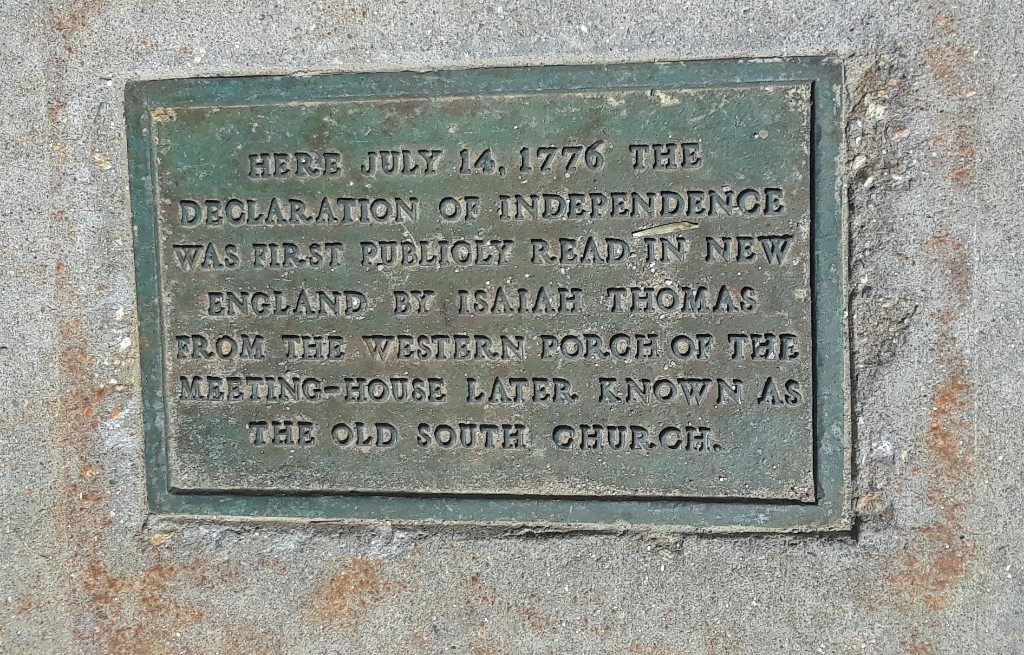 HERE JULY 14, 1776 THE
DECLARATION OF INDEPENDENCE
WAS FIRST PUBLICLY READ IN NEW
ENGLAND BY ISAIAH THOMAS
FROM THE WESTERN PORCH OF THE
MEETING-HOUSE LATER KNOWN AS
THE OLD SOUTH CHURCH.